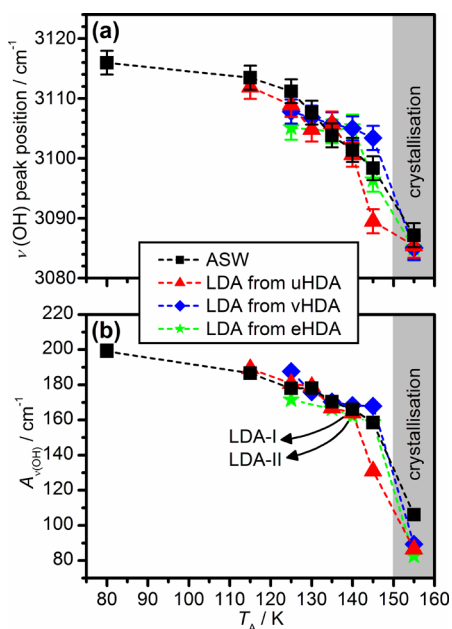 (a)
ν(OH) peak position / cm⁻¹
3120
3110
3100
3090
3080
crystallisation
ASW
LDA from uHDA
LDA from vHDA
LDA from eHDA
(b)
A_ν(OH) / cm⁻¹
220
200
180
160
140
120
100
80
LDA-I
LDA-II
crystallisation
80 90 100 110 120 130 140 150 160
T_A / K